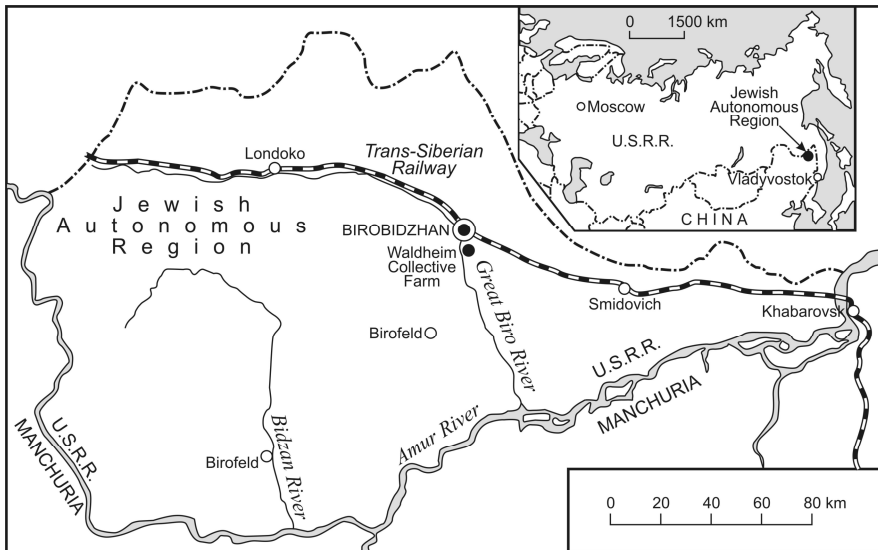 0 1500 km
Moscow
Jewish
Autonomous
Region
U.S.R.R.
Vladyvostok
CHINA
Londoko
Trans-Siberian
Railway
Jewish
Autonomous
Region
BIROBIDZHAN
Waldheim
Collective
Farm
Great Biro River
Smidovich
Khabarovsk
Birofeld
U.S.R.R.
MANCHURIA
Amur River
U.S.R.R.
MANCHURIA
Birofeld
Bidzan River
0 20 40 60 80 km